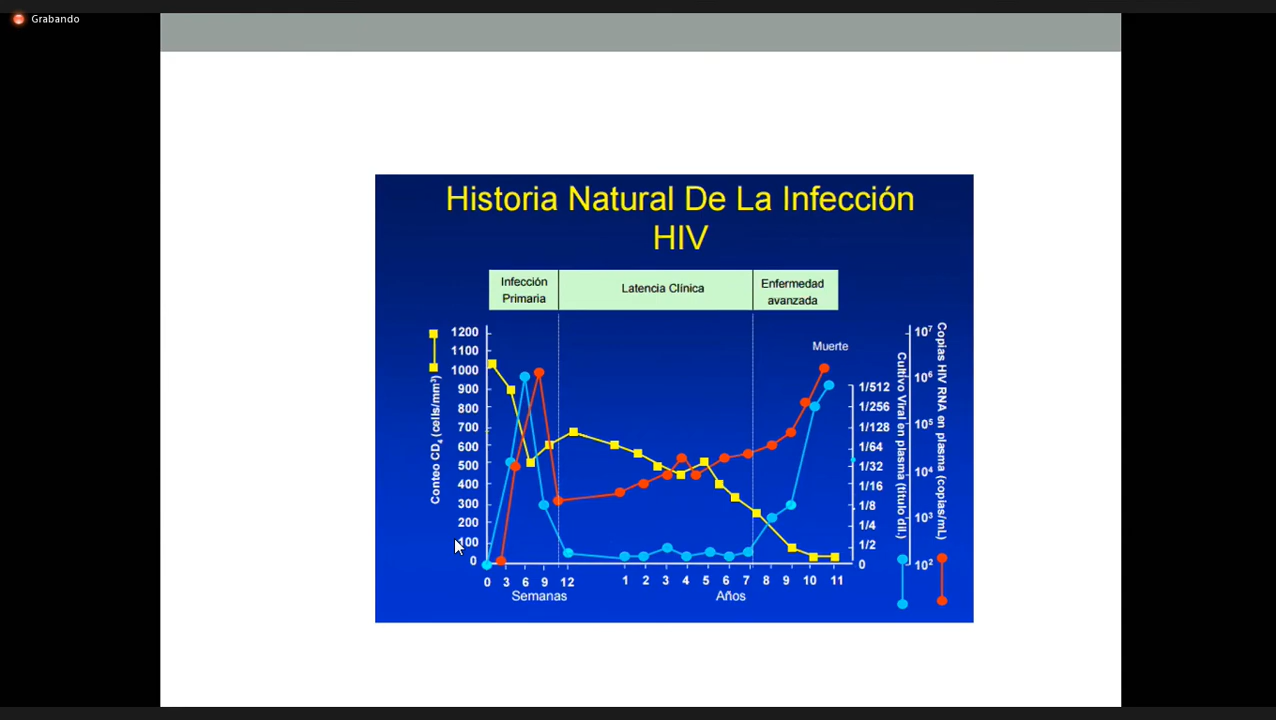 Grabando
Historia Natural De La Infección
HIV
Infección
Primaria
Latencia Clínica
Enfermedad
avanzada
Muerte
Conteo CD4 (cells/mm³)
1200
1100
1000
900
800
700
600
500
400
300
200
100
0
0 3 6 9 12
Semanas
1 2 3 4 5 6 7 8 9 10 11
Años
1/512
1/256
1/128
1/64
1/32
1/16
1/8
1/4
1/2
0
Cultivo Viral en plasma (título dil.)
10⁷
10⁶
10⁵
10⁴
10³
10²
Copias HIV RNA en plasma (copias/mL)